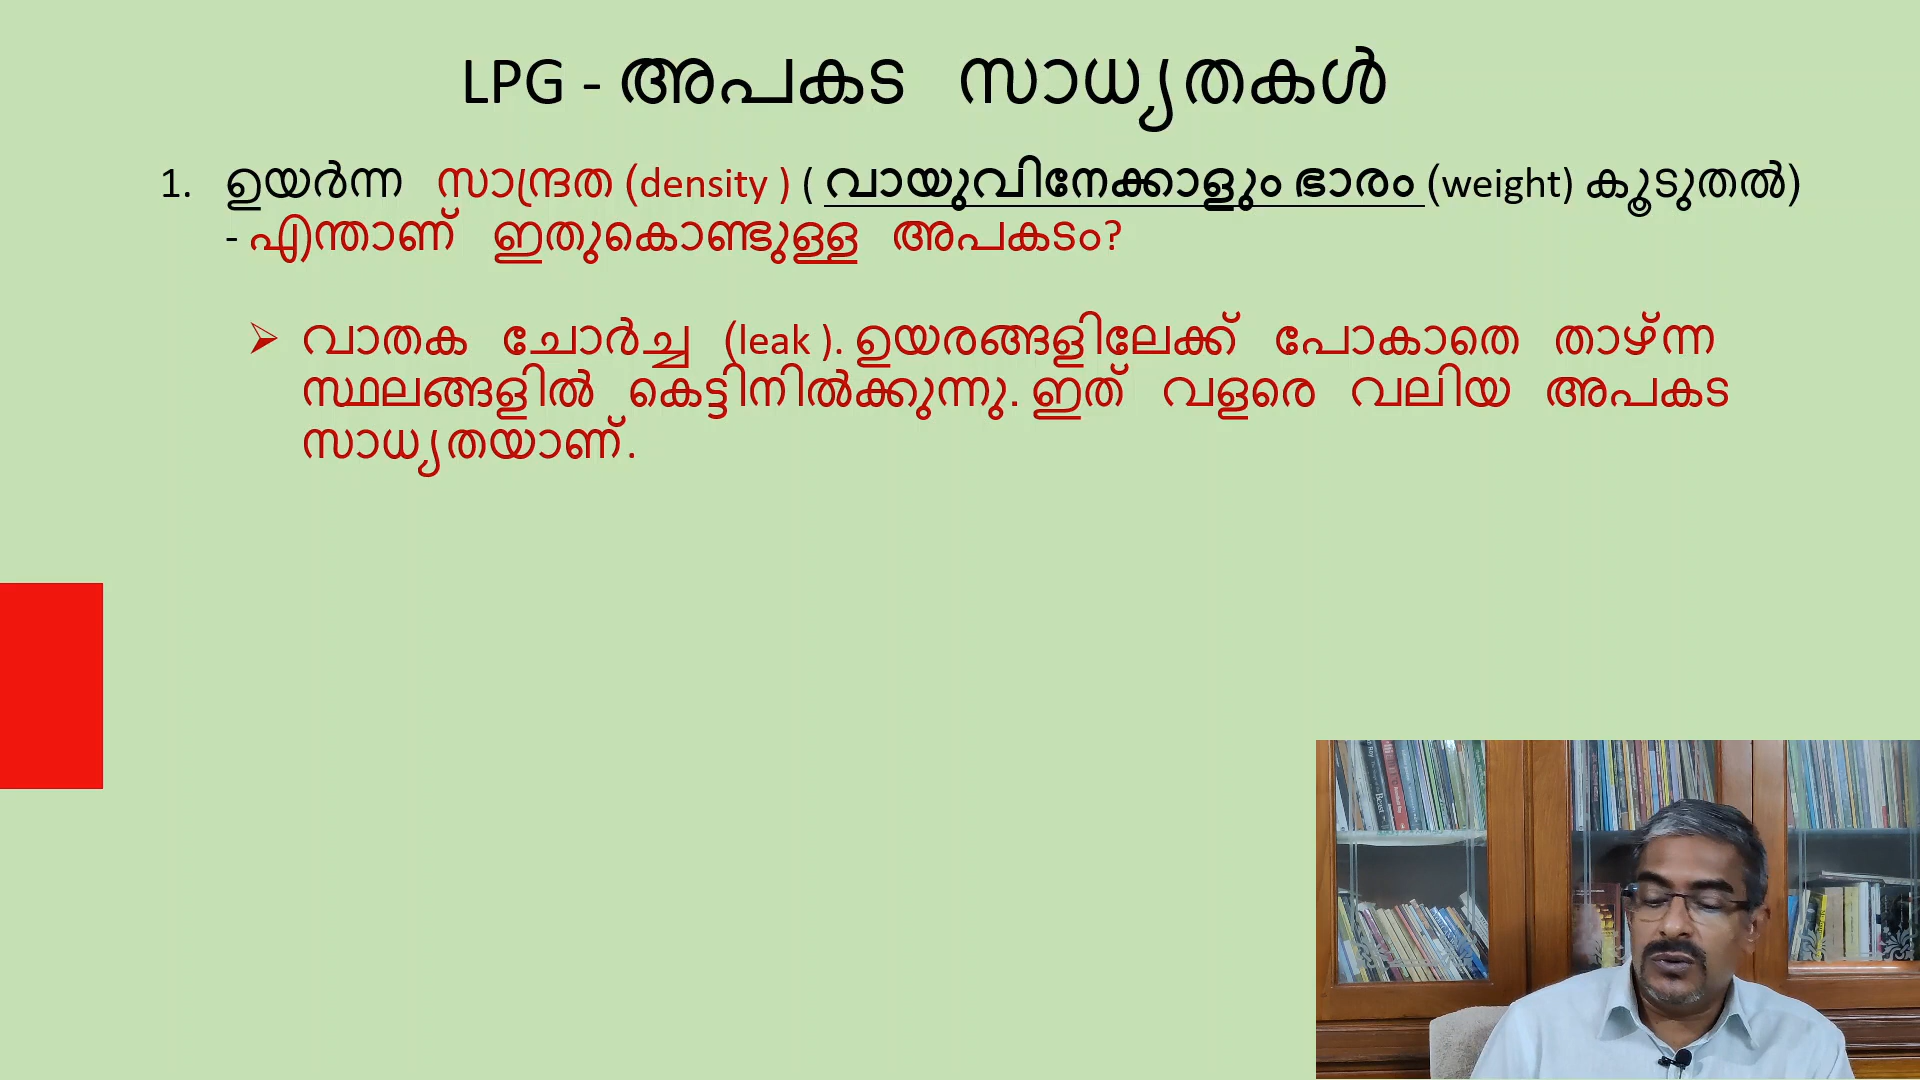 LPG - അപകട സാധ്യതകൾ
1. ഉയർന്ന സാന്ദ്രത (density ) ( വായുവിനേക്കാളും ഭാരം (weight) കൂടുതൽ)
- എന്താണ് ഇതുകൊണ്ടുള്ള അപകടം?
➢ വാതക ചോർച്ച (leak ). ഉയരങ്ങളിലേക്ക് പോകാതെ താഴ്ന്ന
സ്ഥലങ്ങളിൽ കെട്ടിനിൽക്കുന്നു. ഇത് വളരെ വലിയ അപകട
സാധ്യതയാണ്.